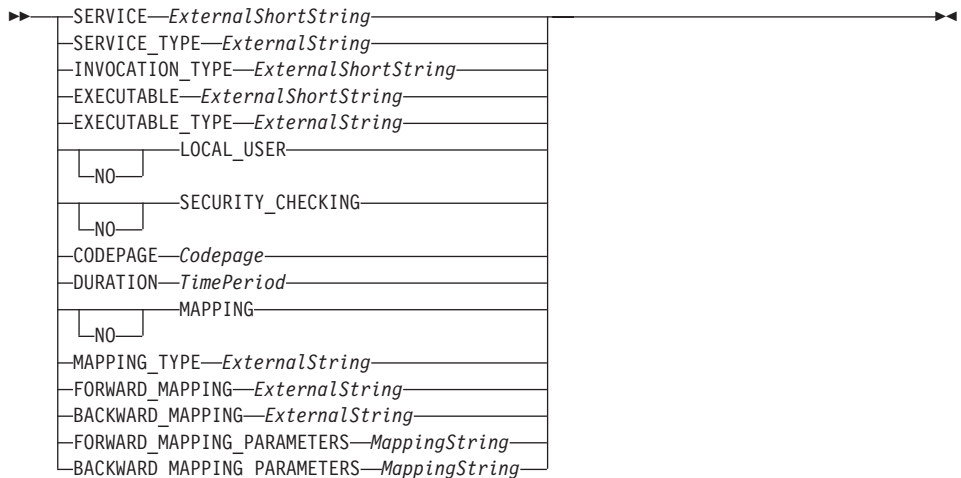 SERVICE ExternalShortString
SERVICE_TYPE ExternalString
INVOCATION_TYPE ExternalShortString
EXECUTABLE ExternalShortString
EXECUTABLE_TYPE ExternalString
LOCAL_USER
NO
SECURITY_CHECKING
NO
CODEPAGE Codepage
DURATION TimePeriod
MAPPING
NO
MAPPING_TYPE ExternalString
FORWARD_MAPPING ExternalString
BACKWARD_MAPPING ExternalString
FORWARD_MAPPING_PARAMETERS MappingString
BACKWARD MAPPING PARAMETERS MappingString